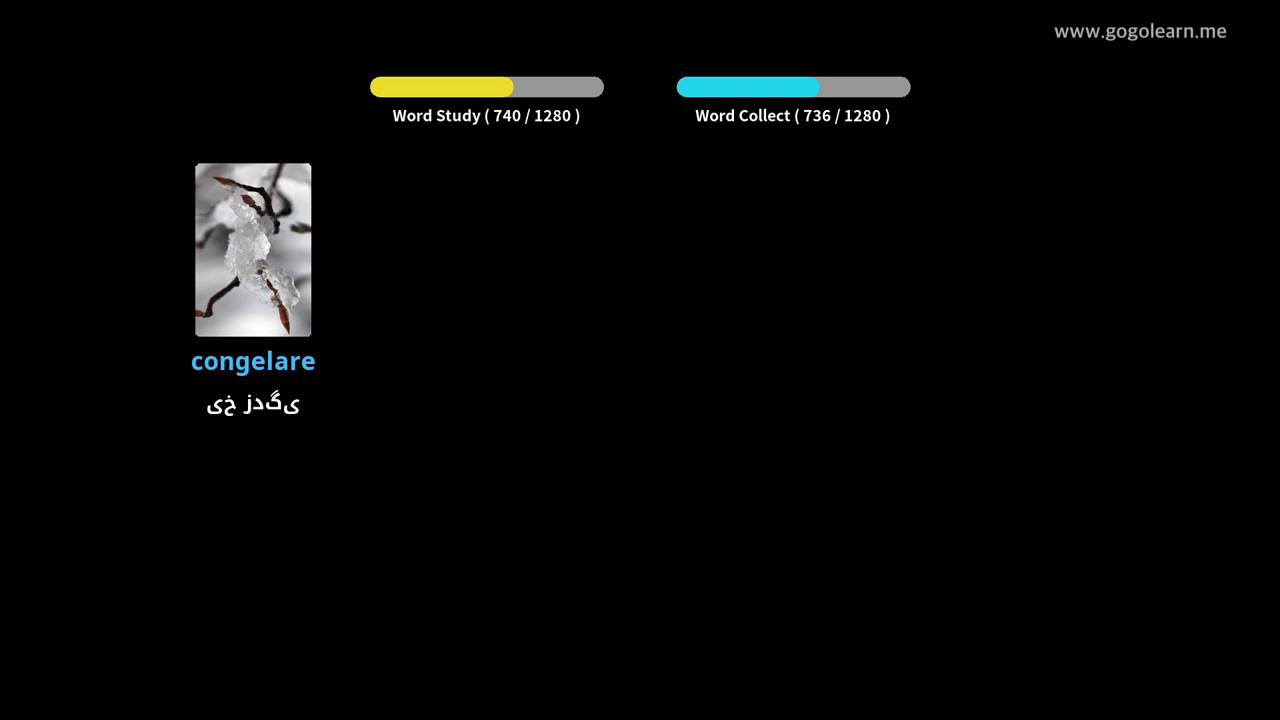 www.gogolearn.me
Word Study ( 740 / 1280 )
Word Collect ( 736 / 1280 )
congelare
یگدز خی